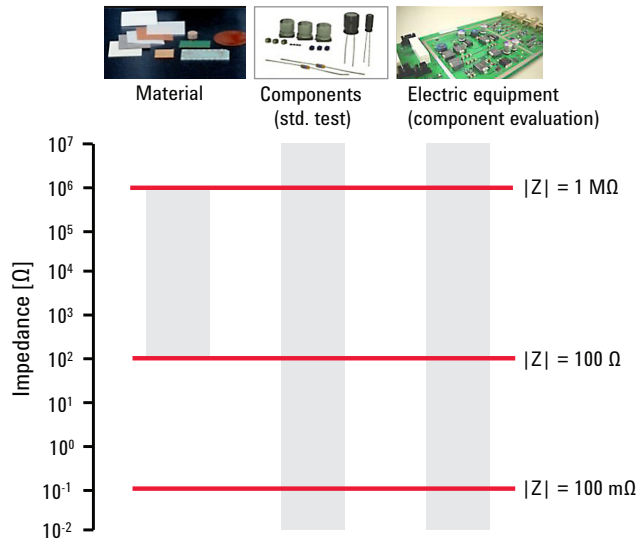 Material
Components
(std. test)
Electric equipment
(component evaluation)
Impedance [Ω]
10⁷
10⁶
10⁵
10⁴
10³
10²
10¹
10⁰
10⁻¹
10⁻²
|Z| = 1 MΩ
|Z| = 100 Ω
|Z| = 100 mΩ